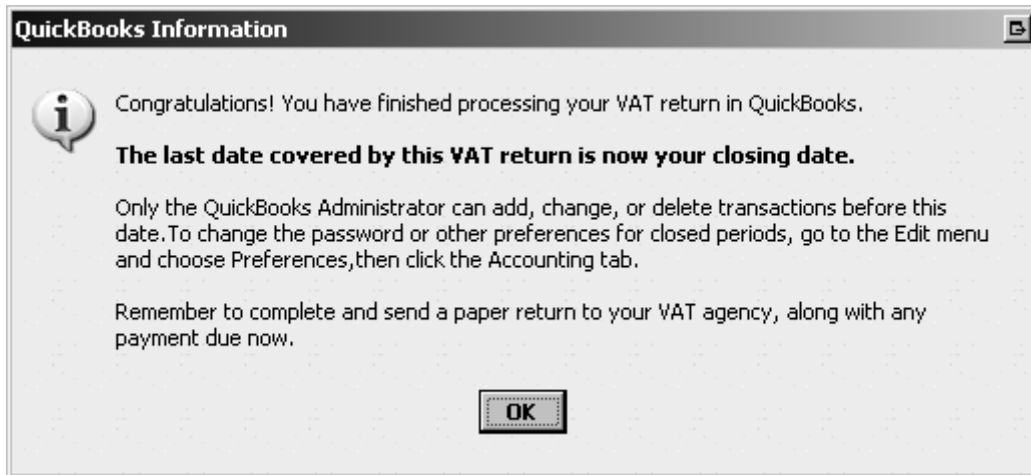 QuickBooks Information
Congratulations! You have finished processing your VAT return in QuickBooks.
The last date covered by this VAT return is now your closing date.
Only the QuickBooks Administrator can add, change, or delete transactions before this
date.To change the password or other preferences for closed periods, go to the Edit menu
and choose Preferences,then click the Accounting tab.
Remember to complete and send a paper return to your VAT agency, along with any
payment due now.
OK